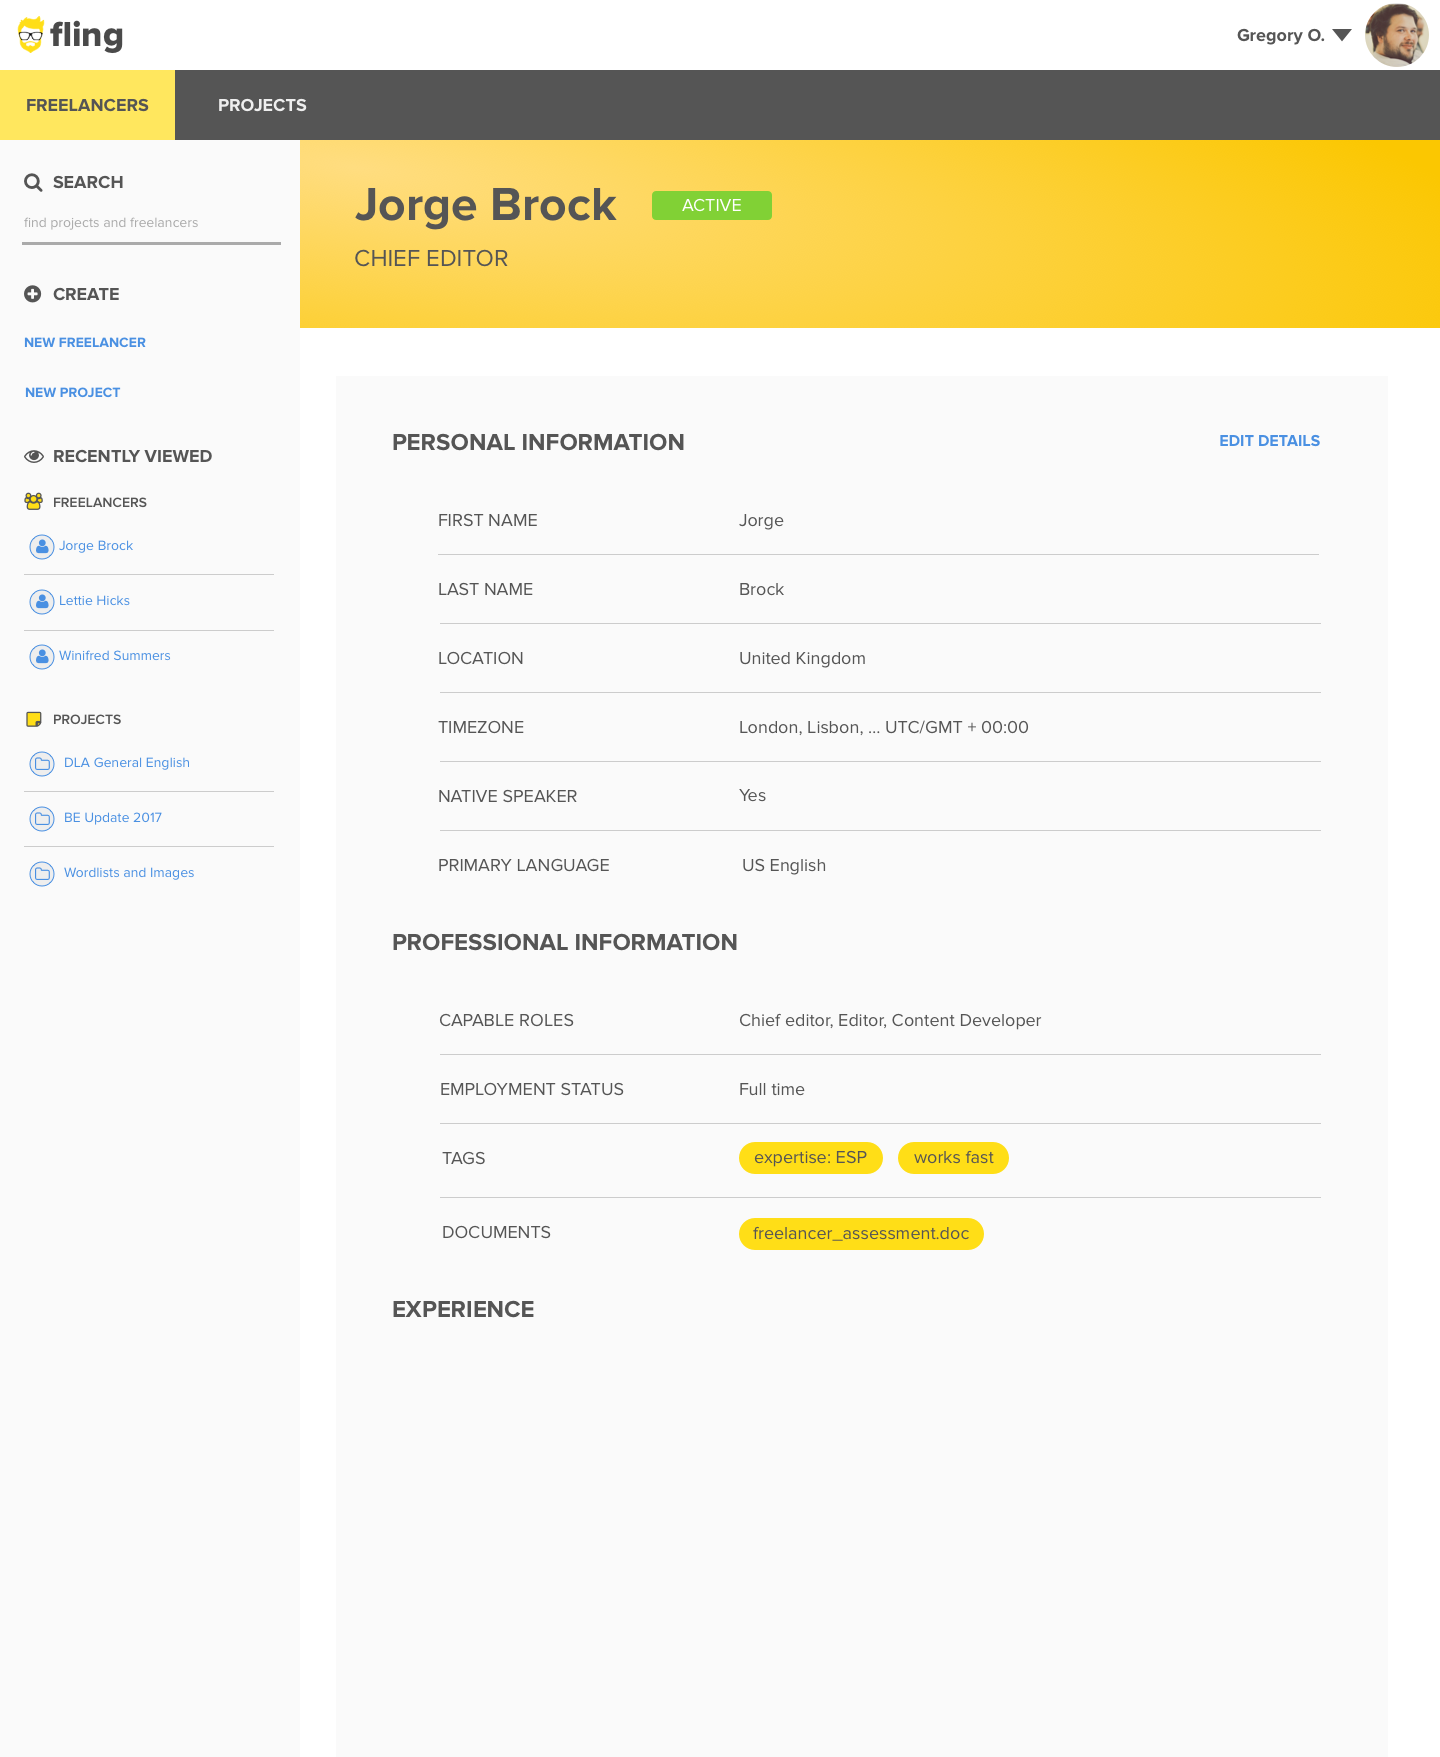 fling
Gregory O.
FREELANCERS
PROJECTS
SEARCH
find projects and freelancers
CREATE
NEW FREELANCER
NEW PROJECT
RECENTLY VIEWED
FREELANCERS
Jorge Brock
Lettie Hicks
Winifred Summers
PROJECTS
DLA General English
BE Update 2017
Wordlists and Images
Jorge Brock ACTIVE
CHIEF EDITOR
PERSONAL INFORMATION EDIT DETAILS
FIRST NAME Jorge
LAST NAME Brock
LOCATION United Kingdom
TIMEZONE London, Lisbon, ... UTC/GMT + 00:00
NATIVE SPEAKER Yes
PRIMARY LANGUAGE US English
PROFESSIONAL INFORMATION
CAPABLE ROLES Chief editor, Editor, Content Developer
EMPLOYMENT STATUS Full time
TAGS expertise: ESP works fast
DOCUMENTS freelancer_assessment.doc
EXPERIENCE